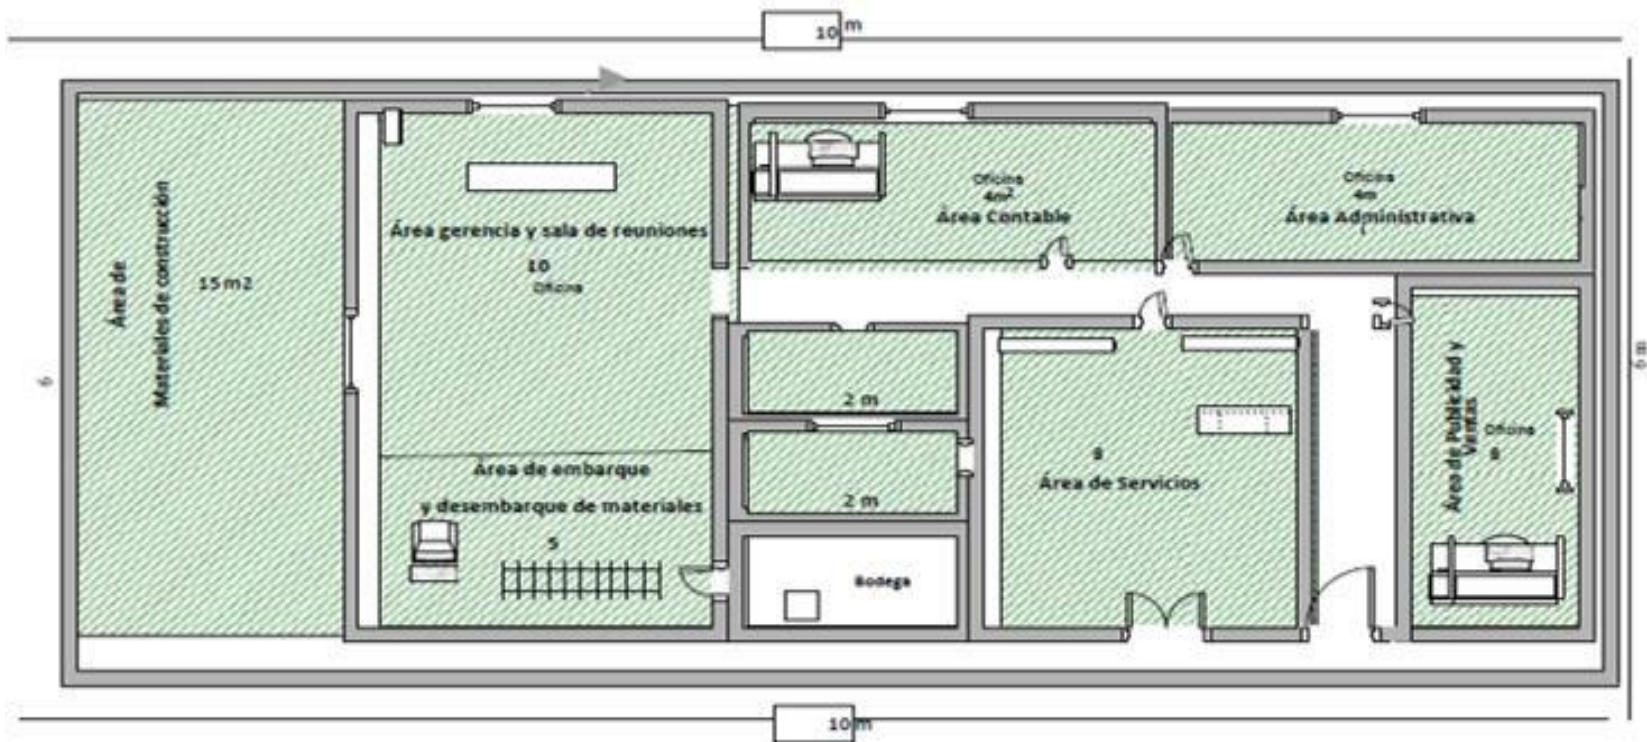 10 m
Área de
Materiales de construcción
15 m2
Área gerencia y sala de reuniones
10
Oficina
Oficina
4m²
Área Contable
Oficina
4m
Área Administrativa
6
6 m
2 m
2 m
Área de embarque
y desembarque de materiales
5
Bodega
8
Área de Servicios
Área de Publicidad y
Ventas
Oficina
8
10 m